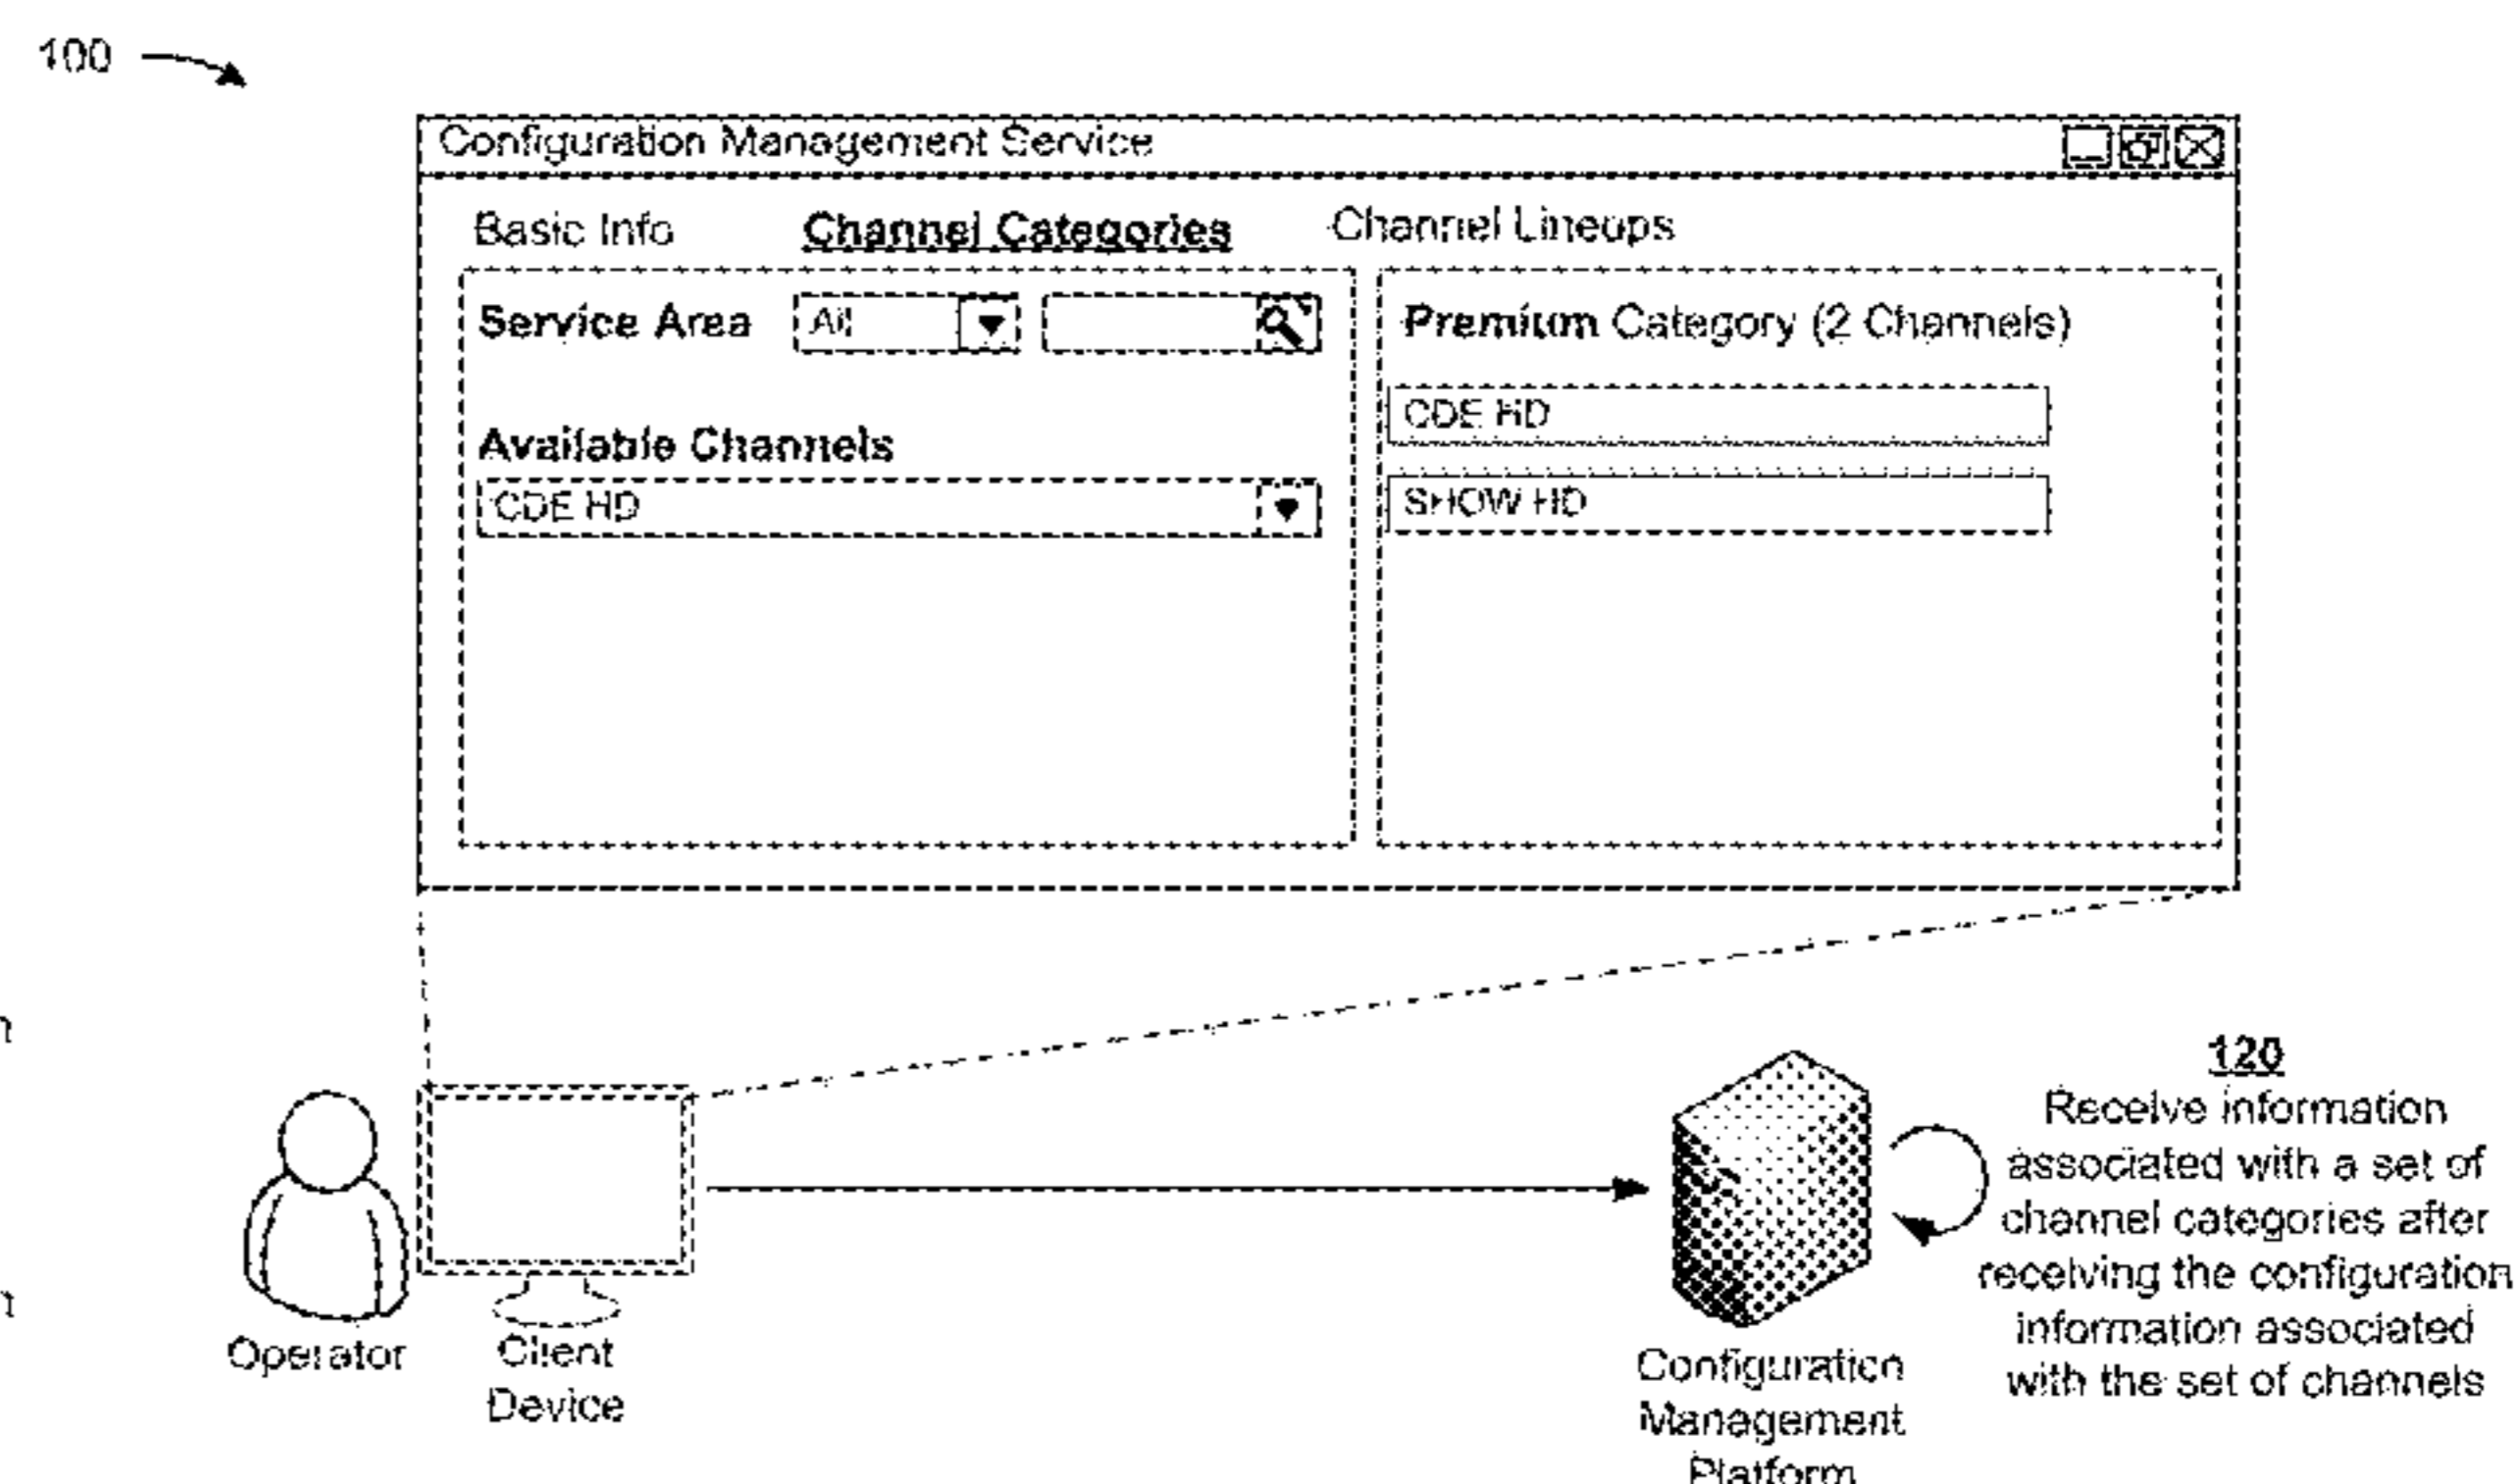 100
Configuration Management Service
Basic Info Channel Categories Channel Lineups
Service Area All
Premium Category (2 Channels)
Available Channels
CDE HD
CDE HD
SHOW HD
Operator
Client
Device
Configuration
Management
Platform
120
Receive information
associated with a set of
channel categories after
receiving the configuration
information associated
with the set of channels